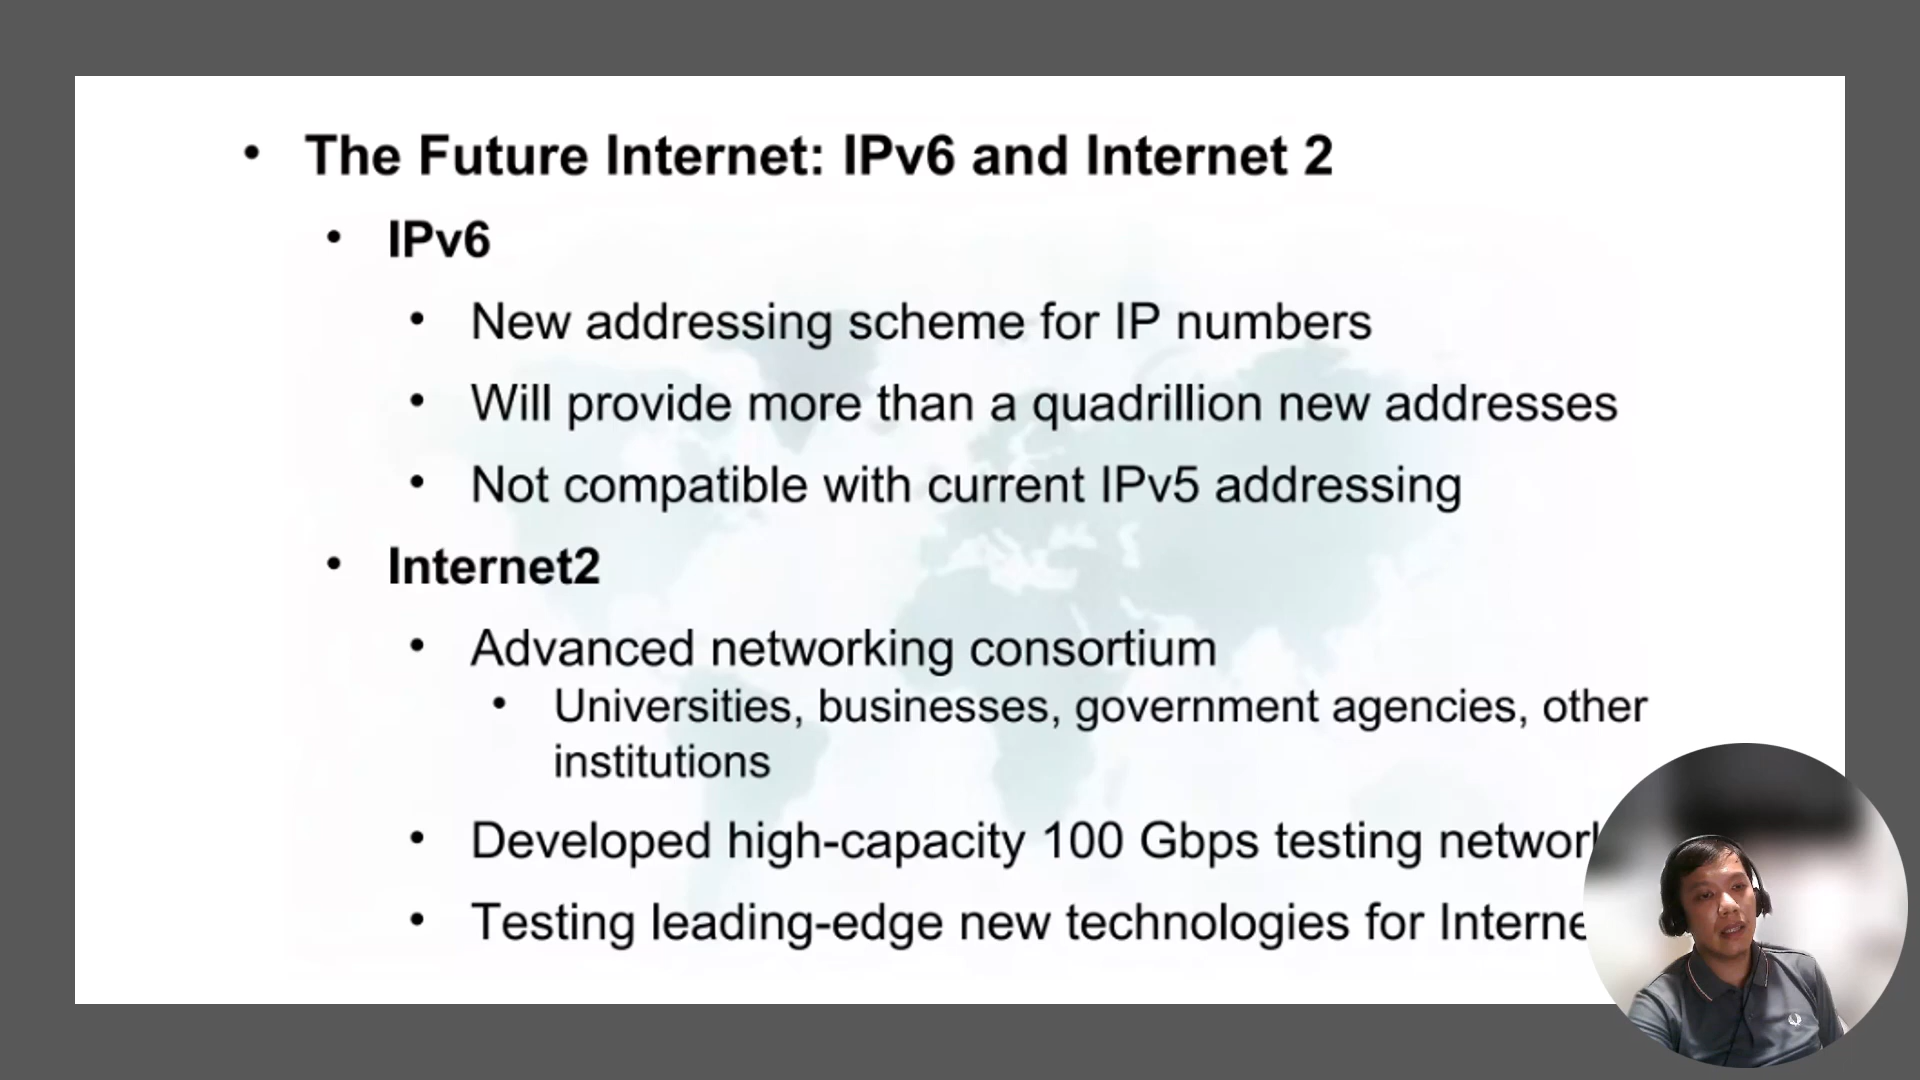 • The Future Internet: IPv6 and Internet 2
• IPv6
• New addressing scheme for IP numbers
• Will provide more than a quadrillion new addresses
• Not compatible with current IPv5 addressing
• Internet2
• Advanced networking consortium
• Universities, businesses, government agencies, other
institutions
• Developed high-capacity 100 Gbps testing
• Testing leading-edge new technologies for